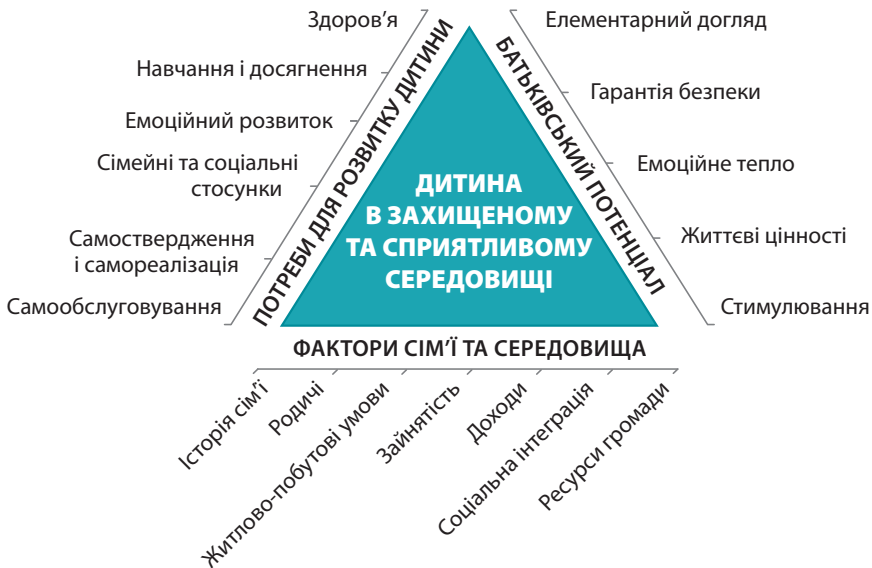 Здоров’я
Навчання і досягнення
Емоційний розвиток
Сімейні та соціальні
стосунки
Самоствердження
і самореалізація
Самообслуговування
ПОТРЕБИ ДЛЯ РОЗВИТКУ ДИТИНИ
ДИТИНА
В ЗАХИЩЕНОМУ
ТА СПРИЯТЛИВОМУ
СЕРЕДОВИЩІ
БАТЬКІВСЬКИЙ ПОТЕНЦІАЛ
Елементарний догляд
Гарантія безпеки
Емоційне тепло
Життєві цінності
Стимулювання
ФАКТОРИ СІМ’Ї ТА СЕРЕДОВИЩА
Історія сім’ї
Родичі
Житлово-побутові умови
Зайнятість
Доходи
Соціальна інтеграція
Ресурси громади